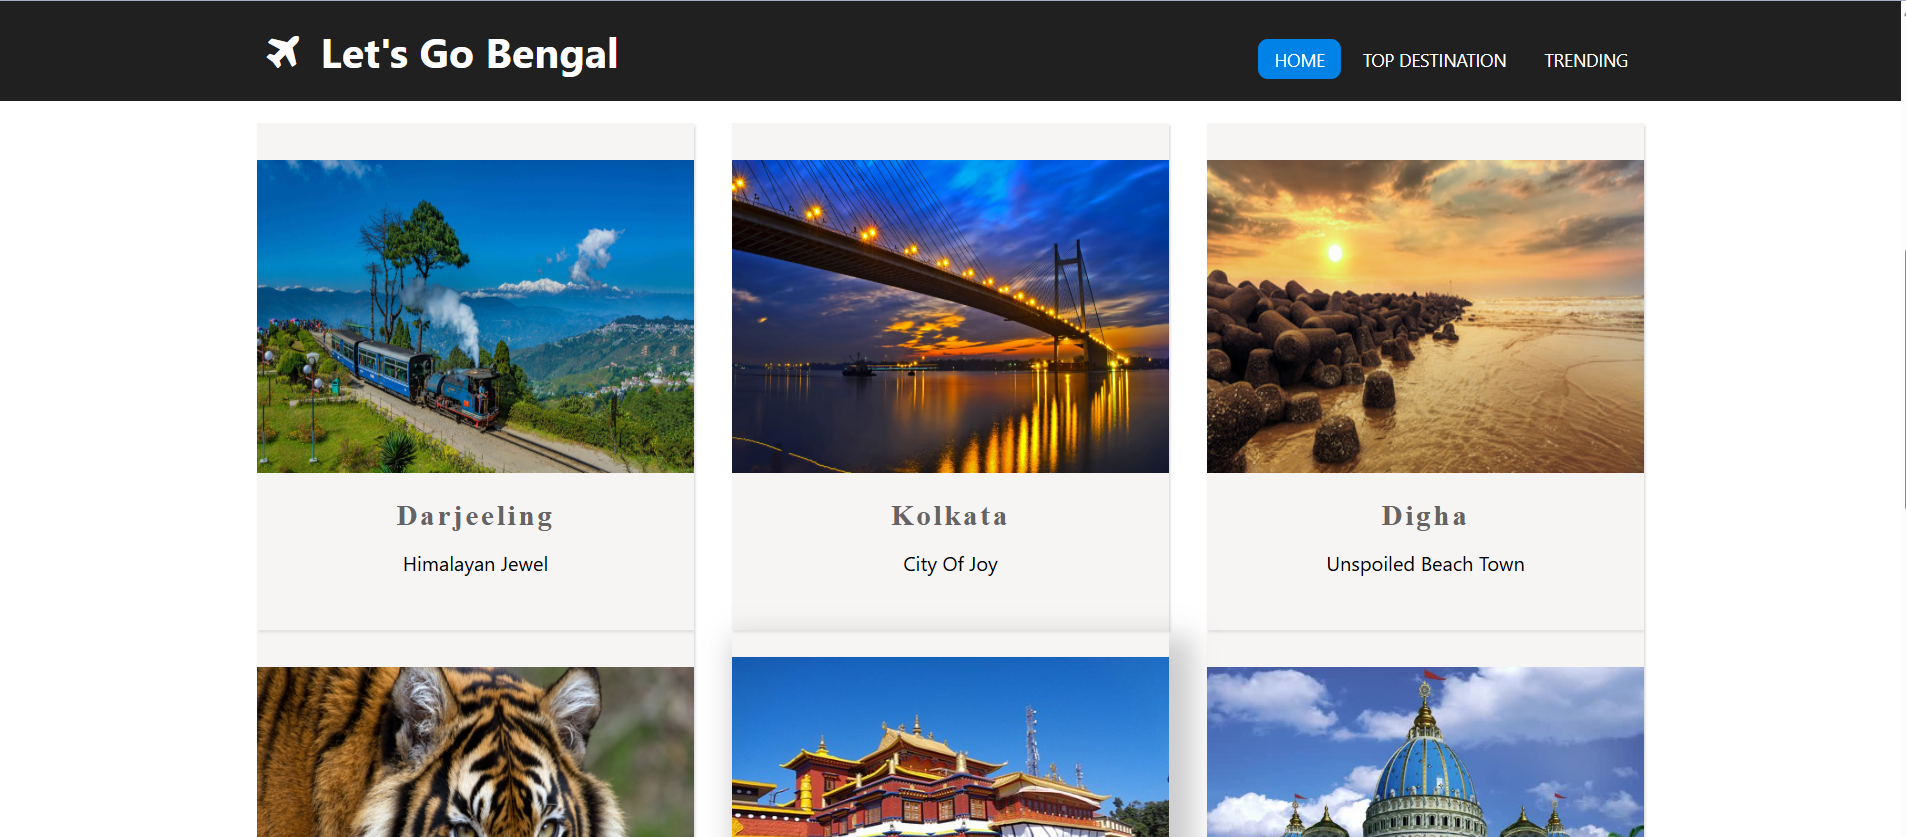 Let's Go Bengal
HOME TOP DESTINATION TRENDING
Darjeeling
Himalayan Jewel
Kolkata
City Of Joy
Digha
Unspoiled Beach Town